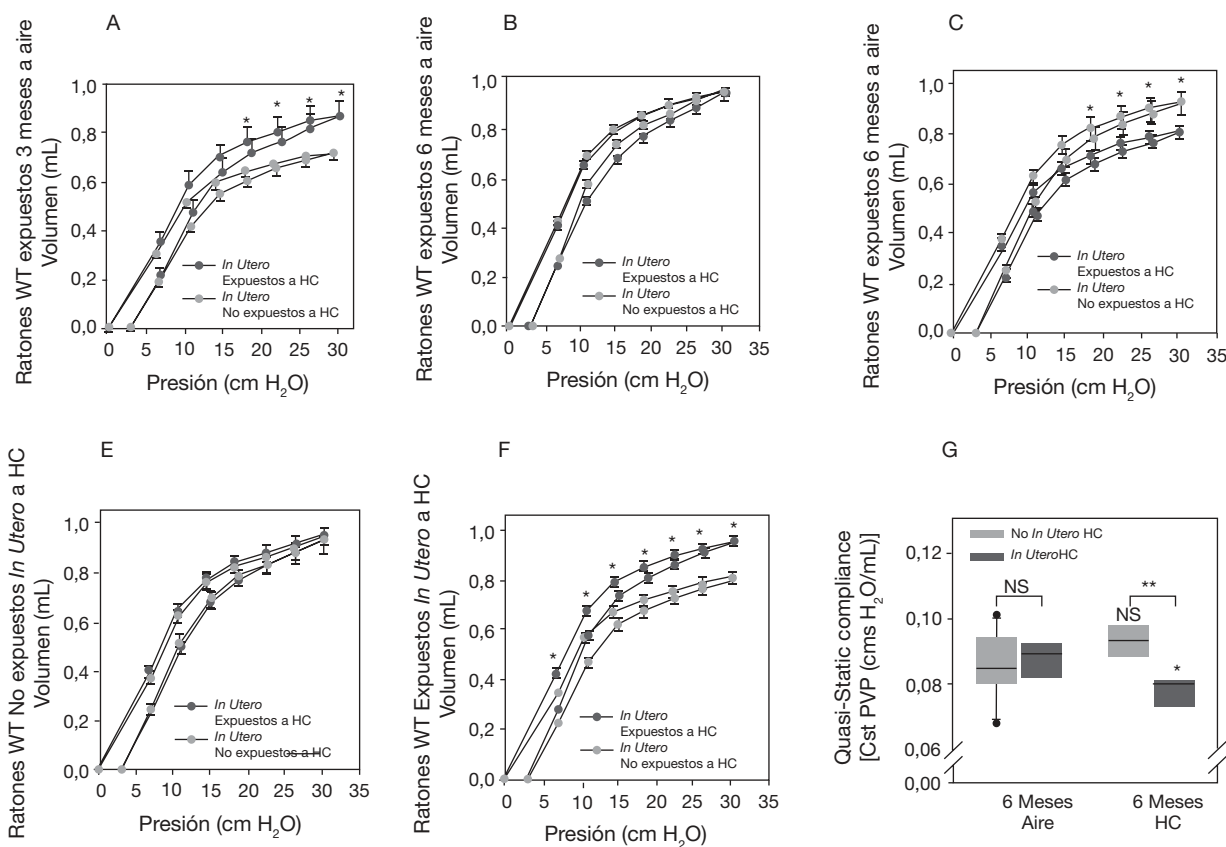 A
Ratones WT expuestos 3 meses a aire
Volumen (mL)
1,0
0,8
0,6
0,4
0,2
0,0
* * * *
In Utero
Expuestos a HC
In Utero
No expuestos a HC
0 5 10 15 20 25 30
Presión (cm H2O)
B
Ratones WT expuestos 6 meses a aire
Volumen (mL)
1,0
0,8
0,6
0,4
0,2
0,0
In Utero
Expuestos a HC
In Utero
No expuestos a HC
0 5 10 15 20 25 30 35
Presión (cm H2O)
C
Ratones WT expuestos 6 meses a aire
Volumen (mL)
1,0
0,8
0,6
0,4
0,2
0,0
* * * *
In Utero
Expuestos a HC
In Utero
No expuestos a HC
0 5 10 15 20 25 30 35
Presión (cm H2O)
E
Ratones WT No expuestos In Utero a HC
Volumen (mL)
1,0
0,8
0,6
0,4
0,2
0,0
In Utero
Expuestos a HC
In Utero
No expuestos a HC
0 5 10 15 20 25 30 35
Presión (cm H2O)
F
Ratones WT Expuestos In Utero a HC
Volumen (mL)
1,0
0,8
0,6
0,4
0,2
0,0
* * * * * * *
In Utero
Expuestos a HC
In Utero
No expuestos a HC
0 5 10 15 20 25 30 35
Presión (cm H2O)
G
Quasi-Static compliance
[Cst PVP (cms H2O/mL)]
No In Utero HC
In UteroHC
0,12
0,10
0,08
0,06
0,00
NS
**
NS
*
6 Meses
Aire
6 Meses
HC